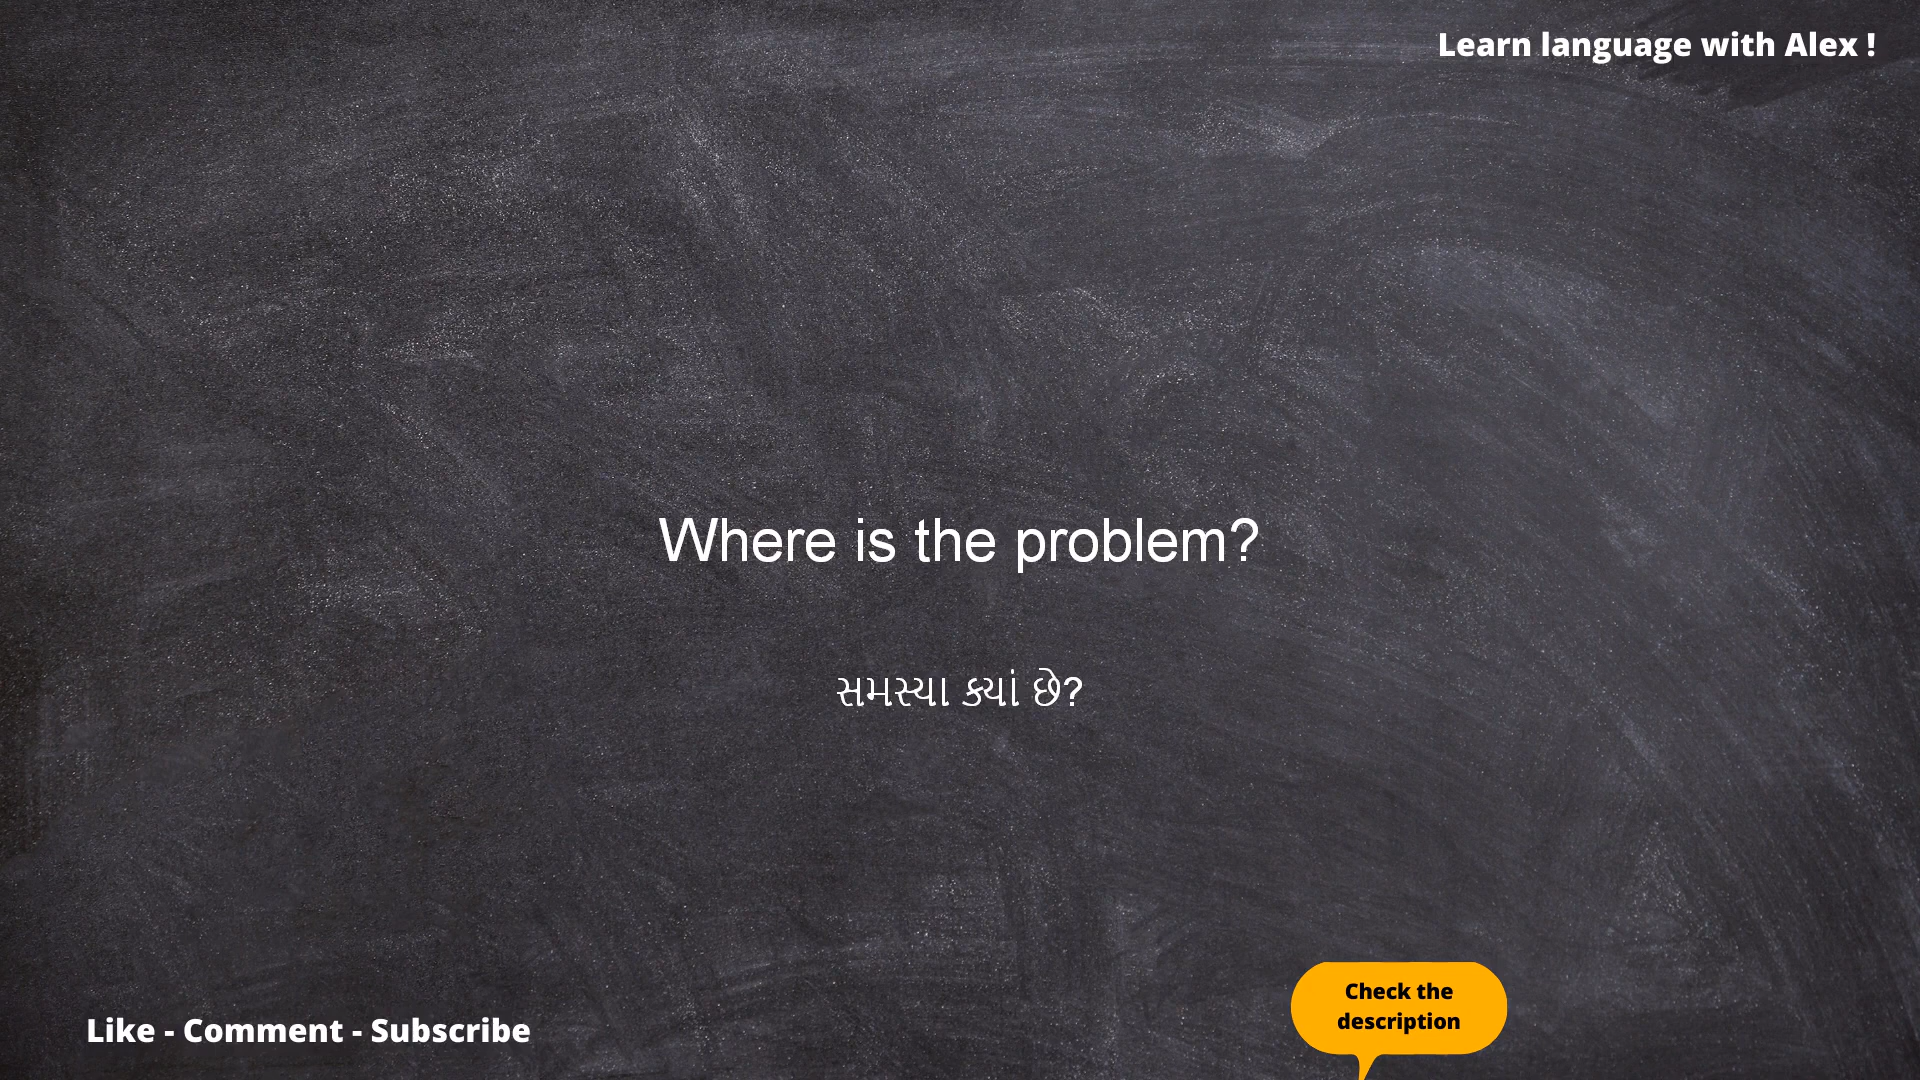 Learn language with Alex !
Where is the problem?
સમસ્યા ક્યાં છે?
Check the
description
Like - Comment - Subscribe